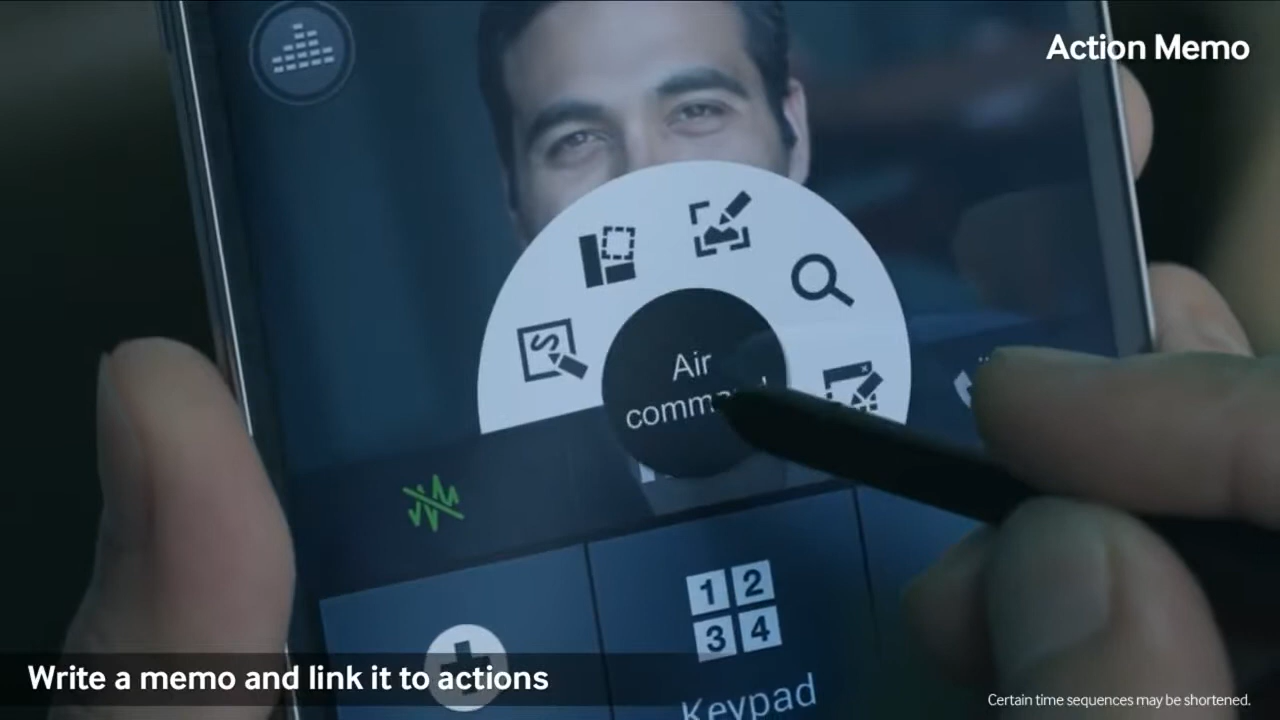 Action Memo
Air
command
1 2
3 4
Keypad
Write a memo and link it to actions
Certain time sequences may be shortened.